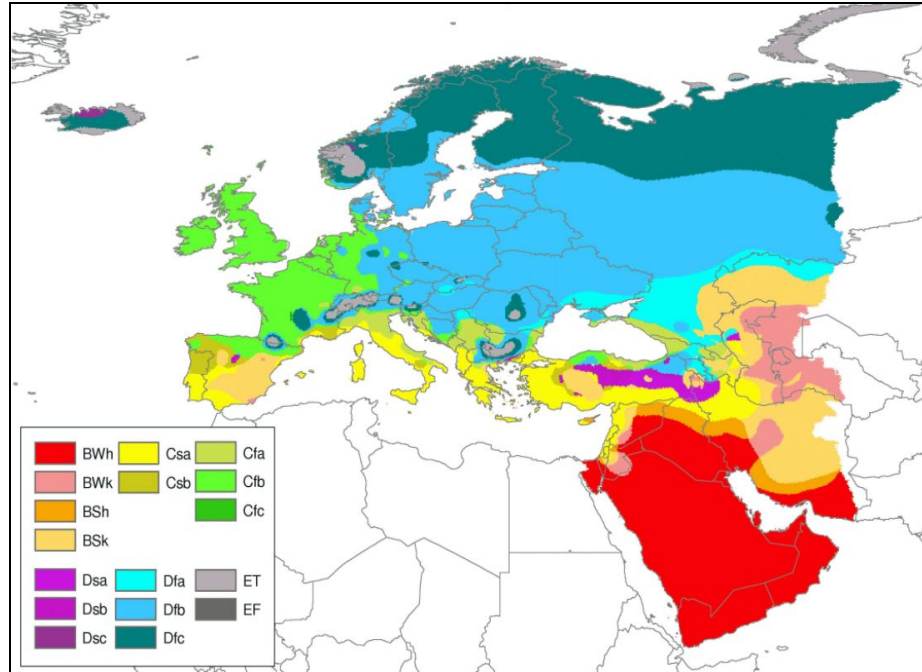 BWh Csa Cfa
BWk Csb Cfb
BSh Cfc
BSk
Dsa Dfa ET
Dsb Dfb EF
Dsc Dfc